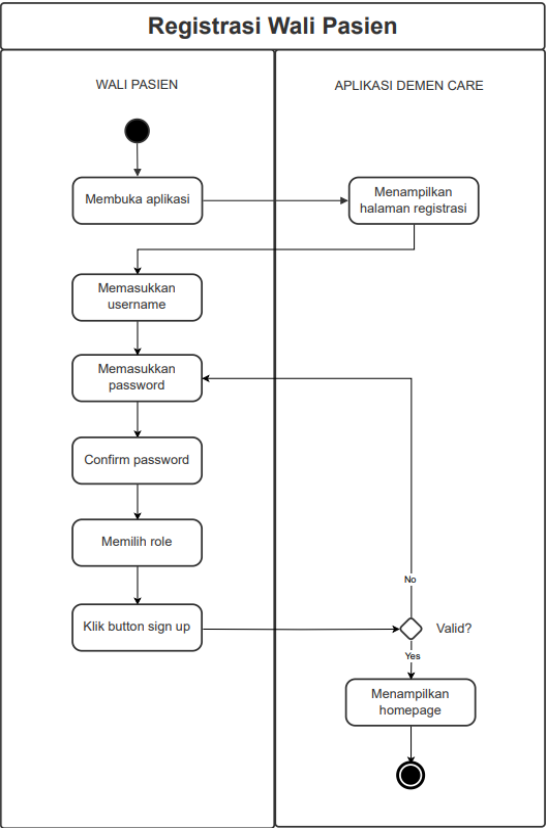 Registrasi Wali Pasien
WALI PASIEN
APLIKASI DEMEN CARE
Membuka aplikasi
Menampilkan
halaman registrasi
Memasukkan
username
Memasukkan
password
Confirm password
Memilih role
Klik button sign up
No
Valid?
Yes
Menampilkan
homepage